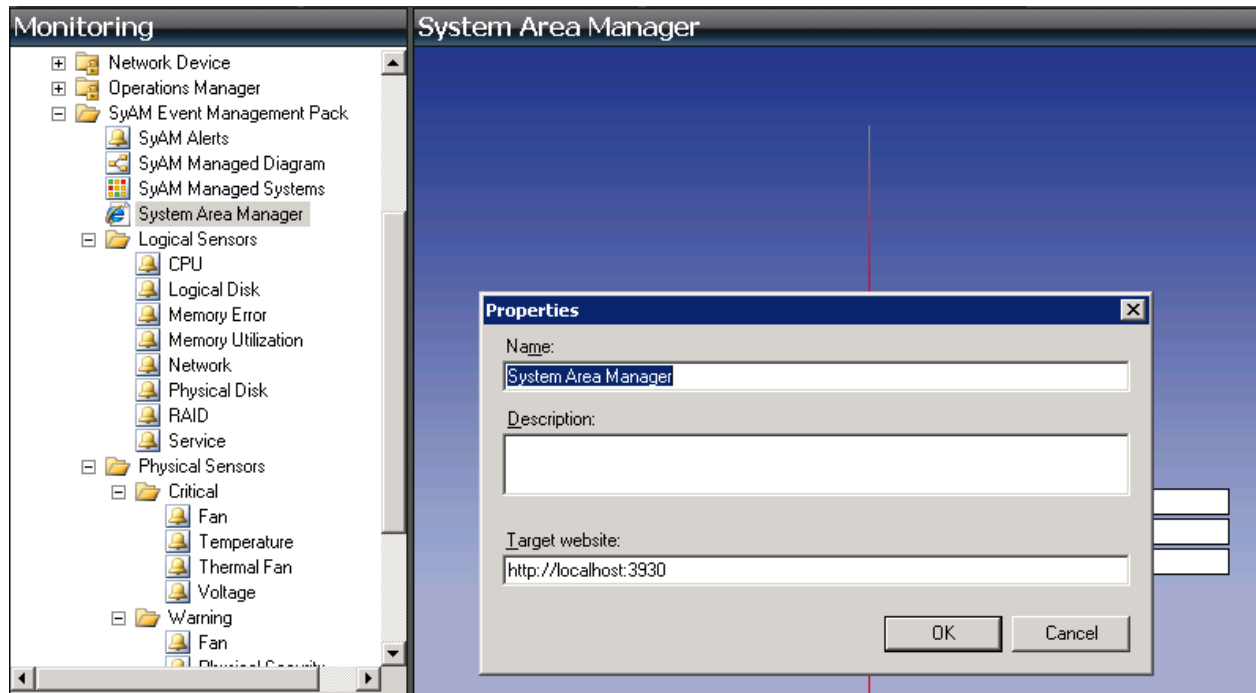 Monitoring
Network Device
Operations Manager
SyAM Event Management Pack
SyAM Alerts
SyAM Managed Diagram
SyAM Managed Systems
System Area Manager
Logical Sensors
CPU
Logical Disk
Memory Error
Memory Utilization
Network
Physical Disk
RAID
Service
Physical Sensors
Critical
Fan
Temperature
Thermal Fan
Voltage
Warning
Fan
System Area Manager
Properties
Name:
System Area Manager
Description:
Target website:
http://localhost:3930
OK Cancel